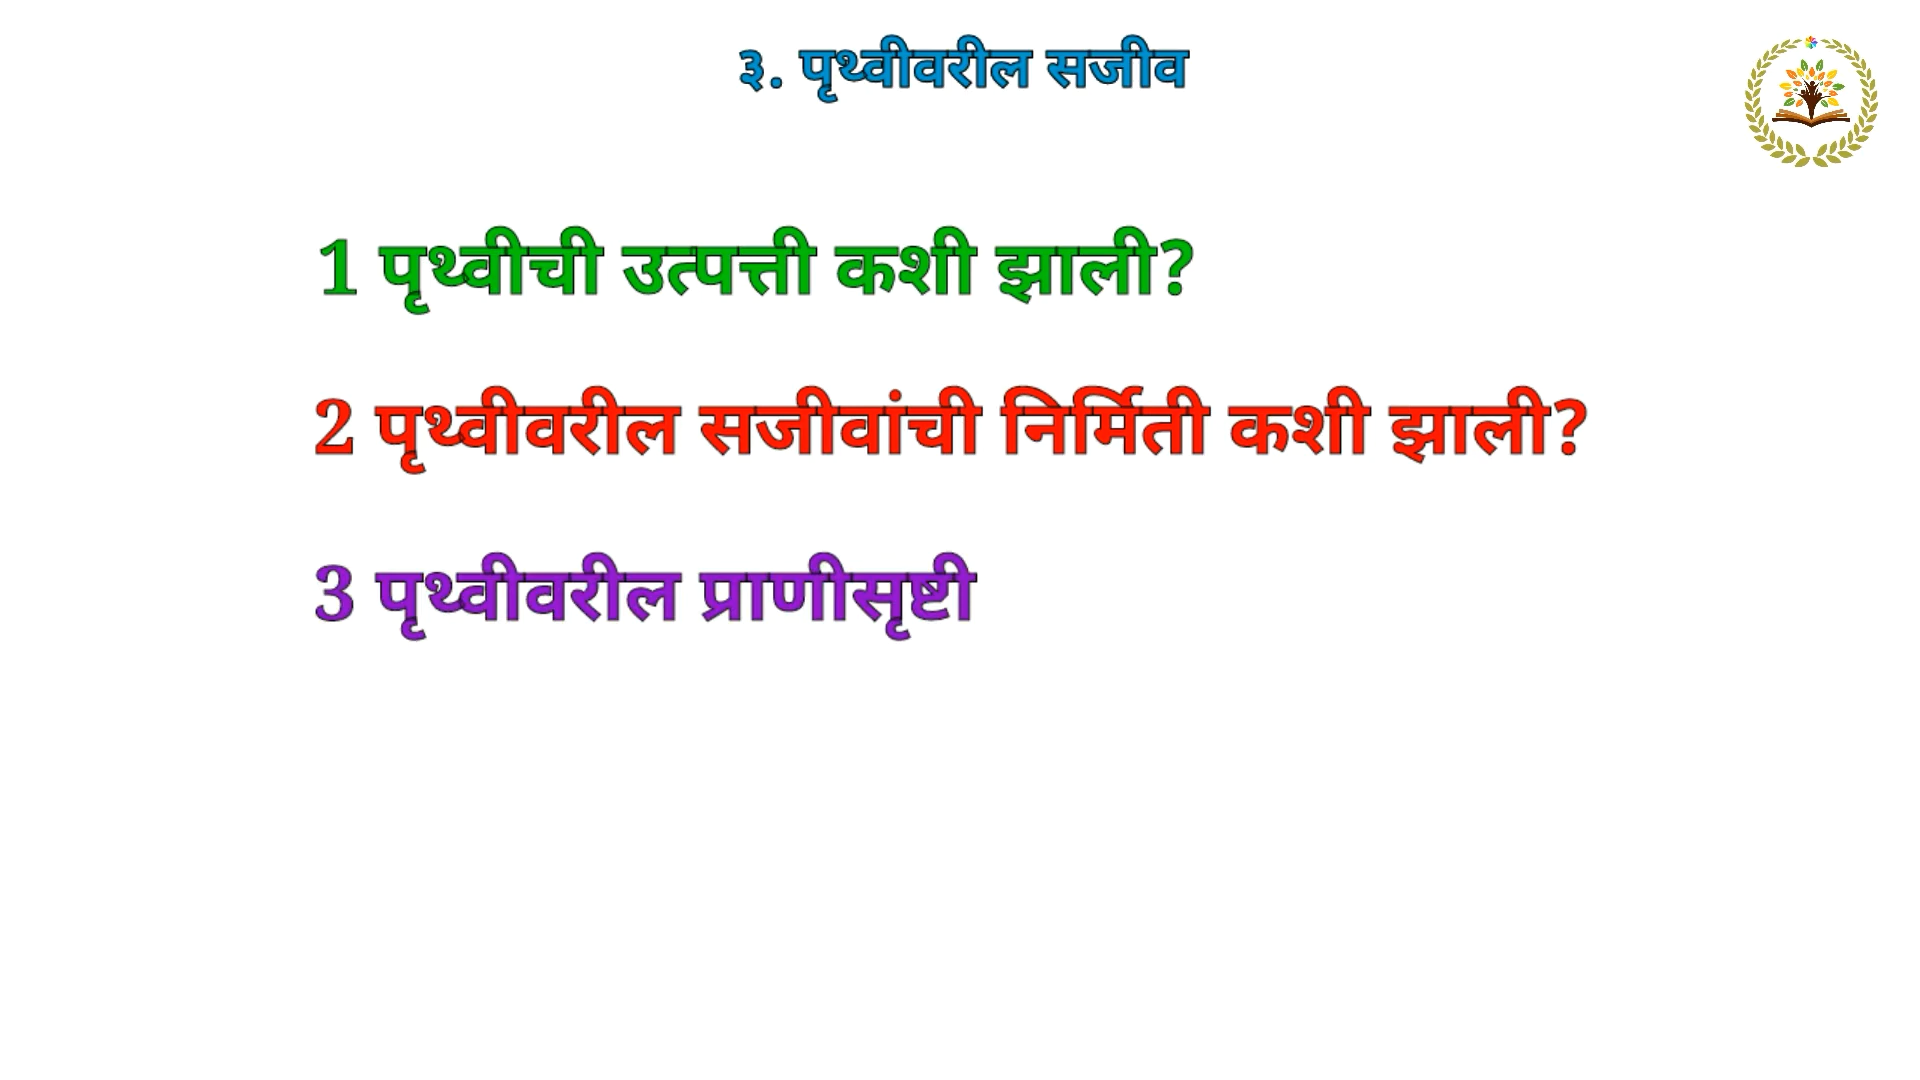 ३. पृथ्वीवरील सजीव
1 पृथ्वीची उत्पत्ती कशी झाली?
2 पृथ्वीवरील सजीवांची निर्मिती कशी झाली?
3 पृथ्वीवरील प्राणीसृष्टी